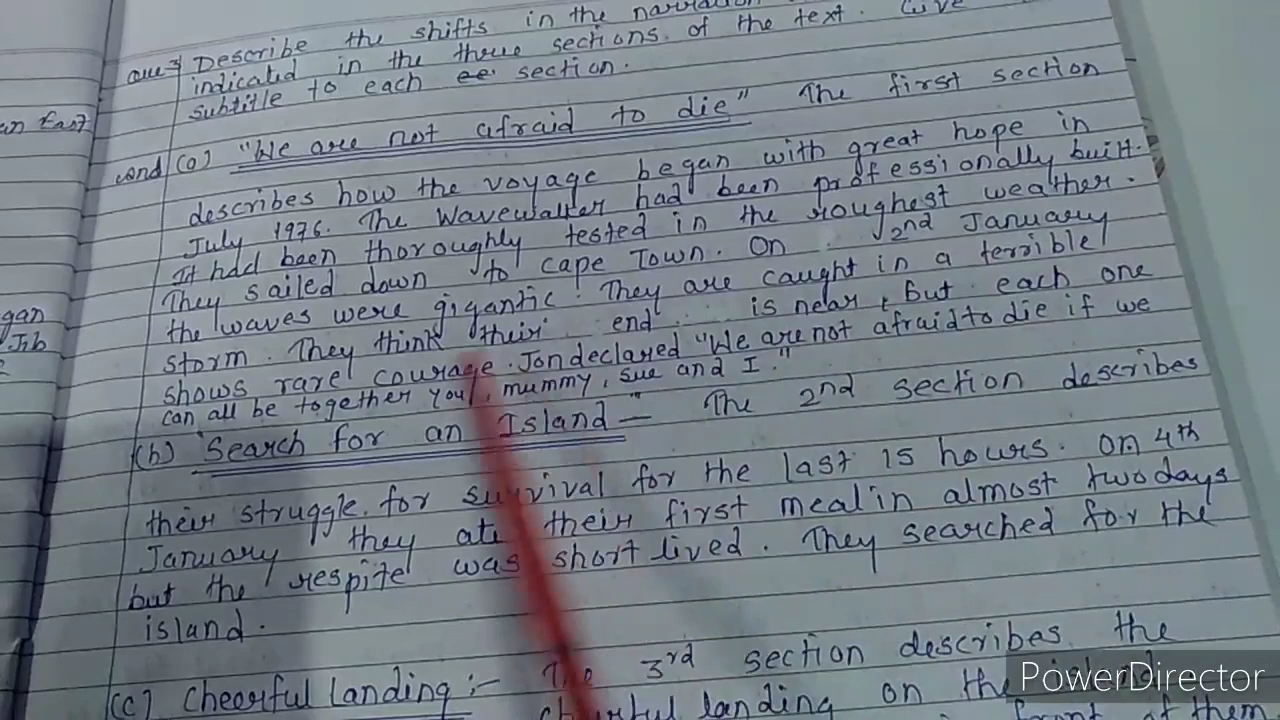 Describe the shifts in the narration
indicated in the three sections of the text. Give
subtitle to each section.
an East
(a) "We are not afraid to die" The first section
describes how the voyage began with great hope in
July 1976. The Wavewalker had been professionally built.
It had been thoroughly tested in the roughest weather.
They sailed down to Cape Town. On 2nd January
the waves were gigantic. They are caught in a terrible
gan
storm. They think their end is near, but each one
Jib
shows rare courage. Jon declared "We are not afraid to die if we
can all be together you, mummy, sue and I."
(b) "Search for an Island" — The 2nd section describes
their struggle for survival for the last 15 hours. On 4th
January they ate their first meal in almost two days
but the respite was short lived. They searched for the
island.
(c) Cheerful Landing :- The 3rd section describes the
landing on the
front of them
PowerDirector